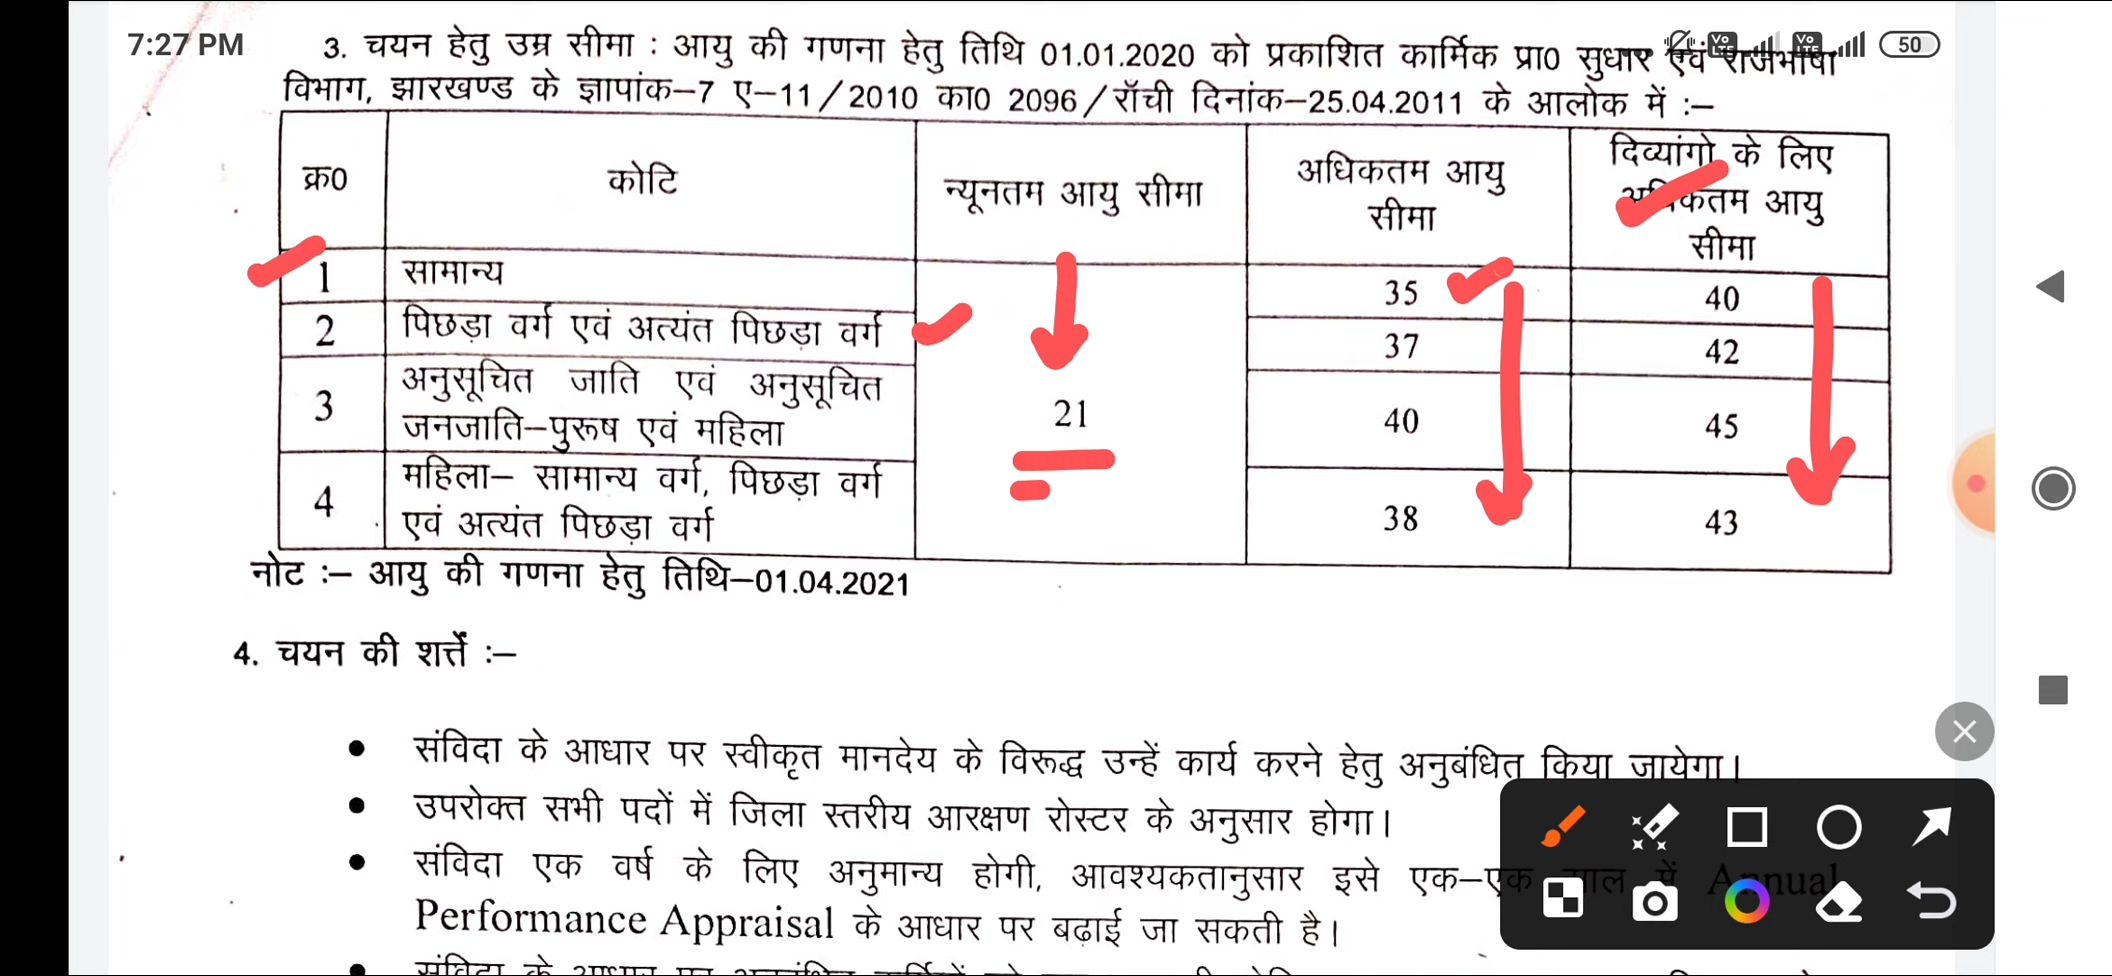 7:27 PM
50
3. चयन हेतु उम्र सीमा : आयु की गणना हेतु तिथि 01.01.2020 को प्रकाशित कार्मिक प्रा0 सुधार एवं राजभाषा
विभाग, झारखण्ड के ज्ञापांक–7 ए–11/2010 का0 2096/राँची दिनांक–25.04.2011 के आलोक में :–
क्र0 कोटि न्यूनतम आयु सीमा अधिकतम आयु सीमा दिव्यांगो के लिए अधिकतम आयु सीमा
1 सामान्य 21 35 40
2 पिछड़ा वर्ग एवं अत्यंत पिछड़ा वर्ग 37 42
3 अनुसूचित जाति एवं अनुसूचित
जनजाति–पुरूष एवं महिला 40 45
4 महिला– सामान्य वर्ग, पिछड़ा वर्ग
एवं अत्यंत पिछड़ा वर्ग 38 43
नोट :– आयु की गणना हेतु तिथि–01.04.2021
4. चयन की शर्त्तें :–
• संविदा के आधार पर स्वीकृत मानदेय के विरूद्ध उन्हें कार्य करने हेतु अनुबंधित किया जायेगा।
• उपरोक्त सभी पदों में जिला स्तरीय आरक्षण रोस्टर के अनुसार होगा।
• संविदा एक वर्ष के लिए अनुमान्य होगी, आवश्यकतानुसार इसे एक–एक साल में Annual
Performance Appraisal के आधार पर बढ़ाई जा सकती है।
• संविदा के आधार पर